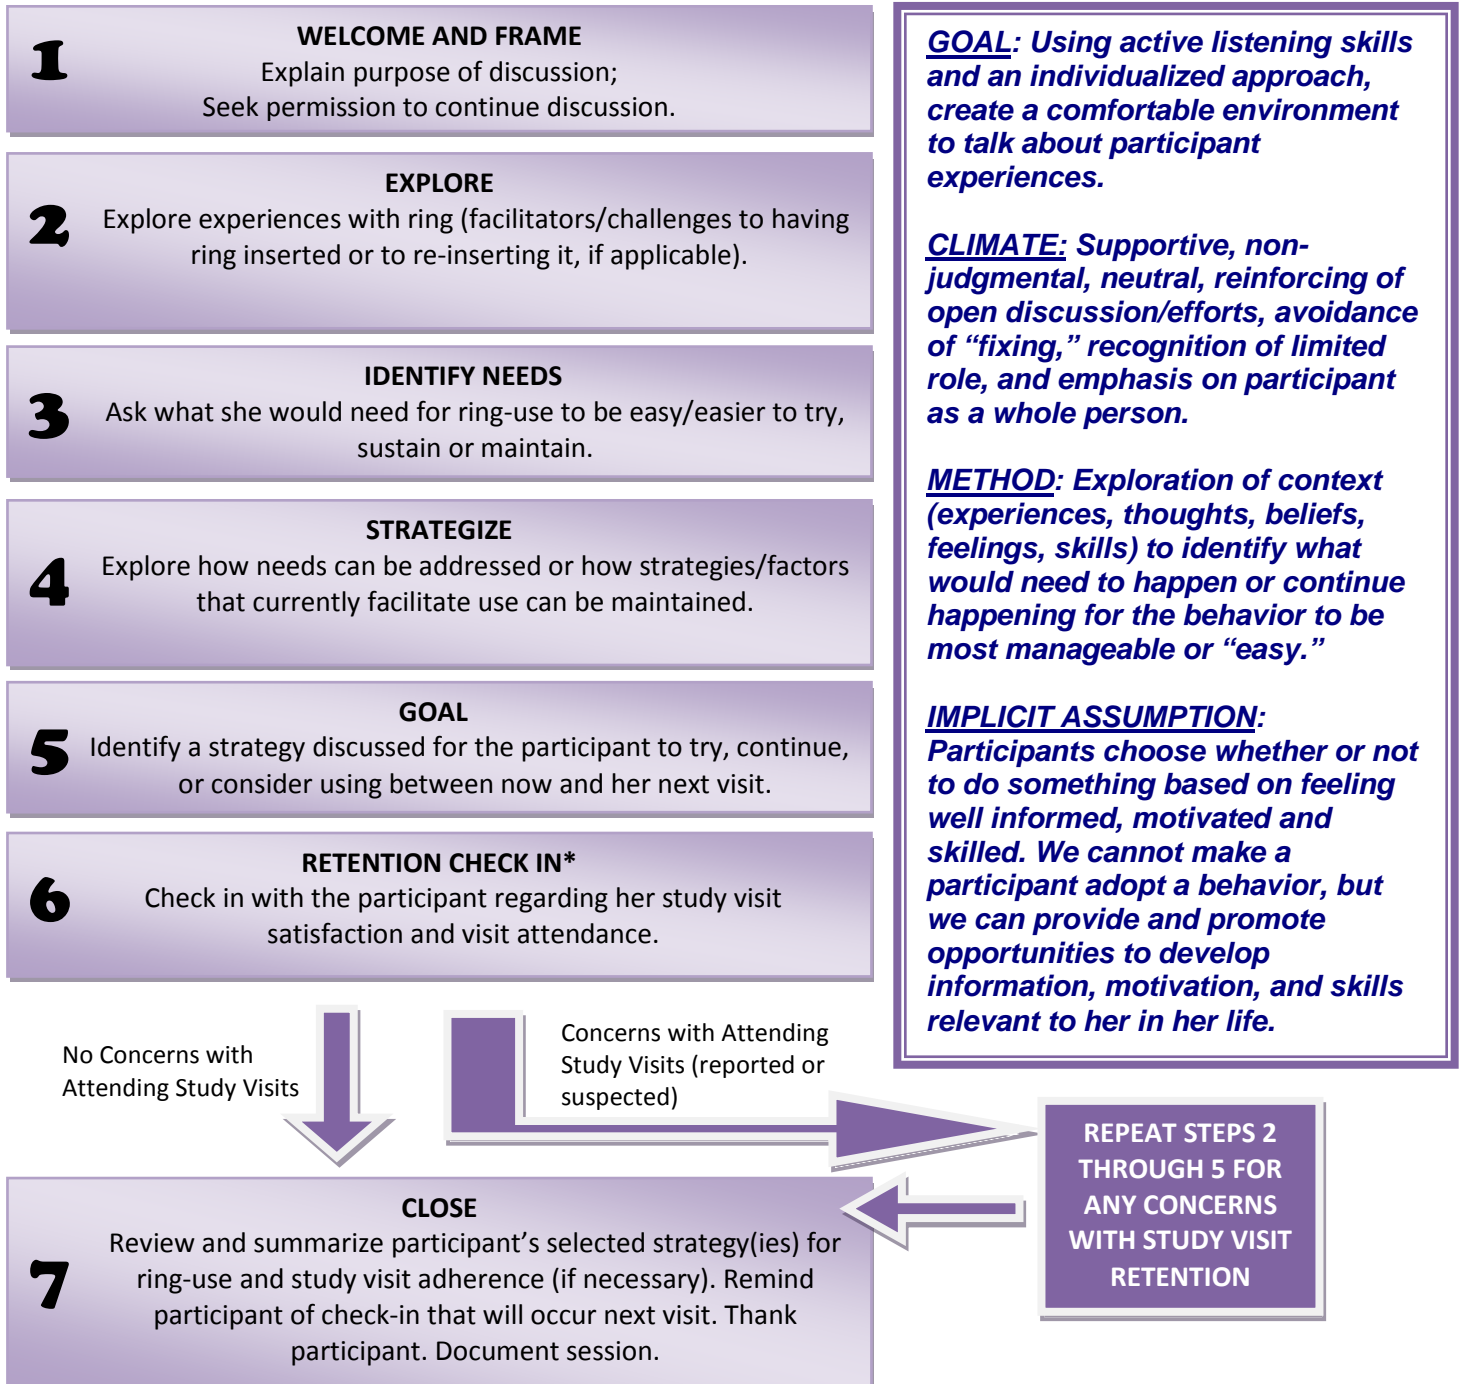 1
WELCOME AND FRAME
Explain purpose of discussion;
Seek permission to continue discussion.
2
EXPLORE
Explore experiences with ring (facilitators/challenges to having
ring inserted or to re-inserting it, if applicable).
3
IDENTIFY NEEDS
Ask what she would need for ring-use to be easy/easier to try,
sustain or maintain.
4
STRATEGIZE
Explore how needs can be addressed or how strategies/factors
that currently facilitate use can be maintained.
5
GOAL
Identify a strategy discussed for the participant to try, continue,
or consider using between now and her next visit.
6
RETENTION CHECK IN*
Check in with the participant regarding her study visit
satisfaction and visit attendance.
No Concerns with
Attending Study Visits
Concerns with Attending
Study Visits (reported or
suspected)
REPEAT STEPS 2
THROUGH 5 FOR
ANY CONCERNS
WITH STUDY VISIT
RETENTION
7
CLOSE
Review and summarize participant’s selected strategy(ies) for
ring-use and study visit adherence (if necessary). Remind
participant of check-in that will occur next visit. Thank
participant. Document session.
GOAL: Using active listening skills
and an individualized approach,
create a comfortable environment
to talk about participant
experiences.
CLIMATE: Supportive, non-
judgmental, neutral, reinforcing of
open discussion/efforts, avoidance
of “fixing,” recognition of limited
role, and emphasis on participant
as a whole person.
METHOD: Exploration of context
(experiences, thoughts, beliefs,
feelings, skills) to identify what
would need to happen or continue
happening for the behavior to be
most manageable or “easy.”
IMPLICIT ASSUMPTION:
Participants choose whether or not
to do something based on feeling
well informed, motivated and
skilled. We cannot make a
participant adopt a behavior, but
we can provide and promote
opportunities to develop
information, motivation, and skills
relevant to her in her life.